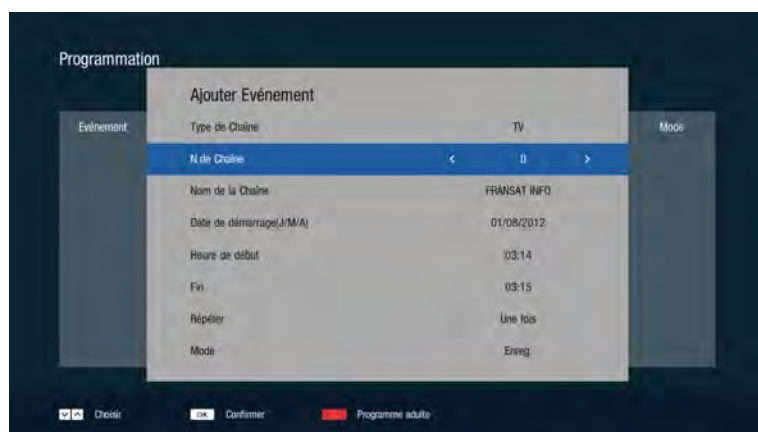 Programmation
Ajouter Evénement
Evénement
Mode
Type de Chaîne TV
N.de Chaîne < 0 >
Nom de la Chaîne FRANSAT INFO
Date de démarrage(J/M/A) 01/08/2012
Heure de début 03:14
Fin 03:15
Répéter Une fois
Mode Enreg.
Choisir OK Confirmer Programme adulte